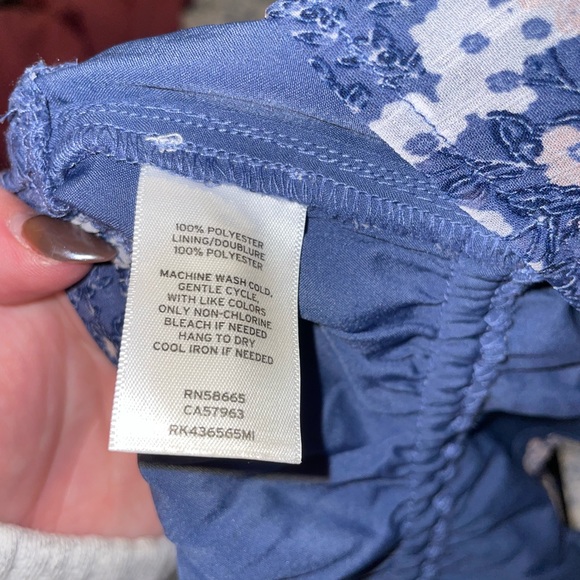 100% POLYESTER
LINING/DOUBLURE
100% POLYESTER
MACHINE WASH COLD,
GENTLE CYCLE,
WITH LIKE COLORS
ONLY NON-CHLORINE
BLEACH IF NEEDED
HANG TO DRY
COOL IRON IF NEEDED
RN58665
CA57963
RK436565MI